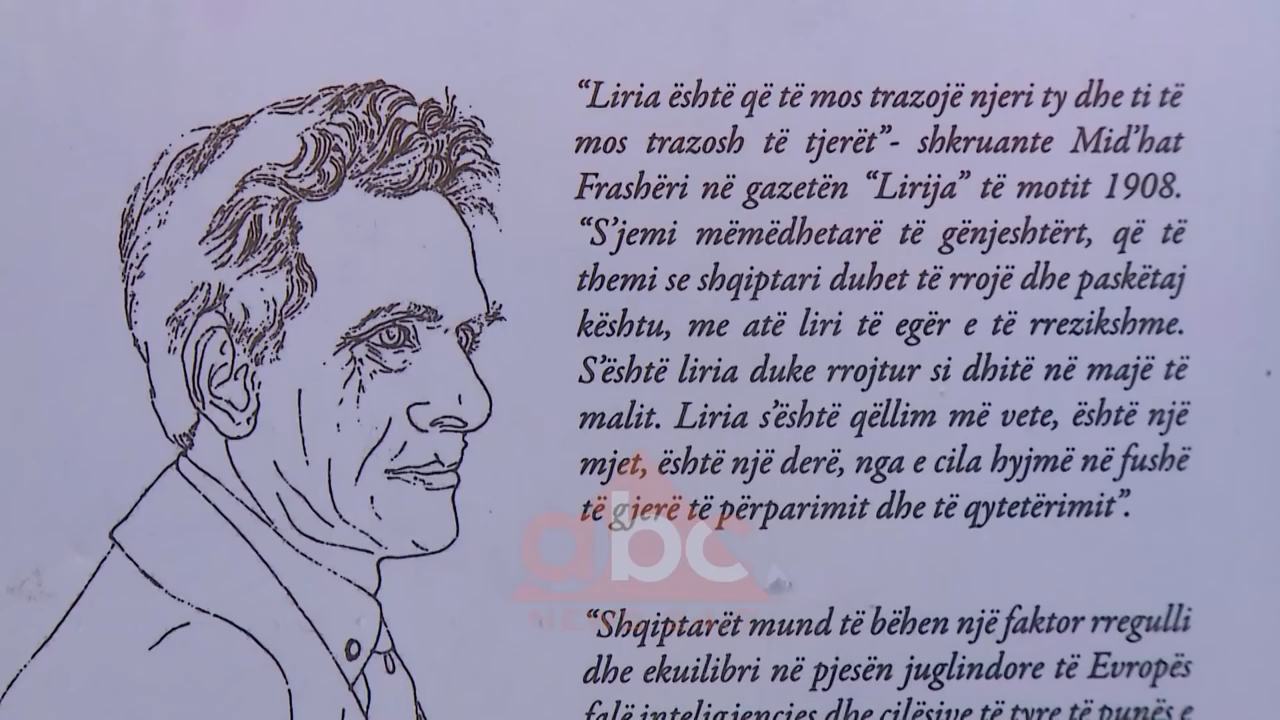 “Liria është që të mos trazojë njeri ty dhe ti të
mos trazosh të tjerët”- shkruante Mid’hat
Frashëri në gazetën “Lirija” të motit 1908.
“S’jemi mëmëdhetarë të gënjeshtërt, që të
themi se shqiptari duhet të rrojë dhe paskëtaj
kështu, me atë liri të egër e të rrezikshme.
S’është liria duke rrojtur si dhitë në majë të
malit. Liria s’është qëllim më vete, është një
mjet, është një derë, nga e cila hyjmë në fushë
të gjerë të përparimit dhe të qytetërimit”.
abc
“Shqiptarët mund të bëhen një faktor rregulli
dhe ekuilibri në pjesën juglindore të Evropës
falë inteligjencies dhe cilësive të tyre të punës e